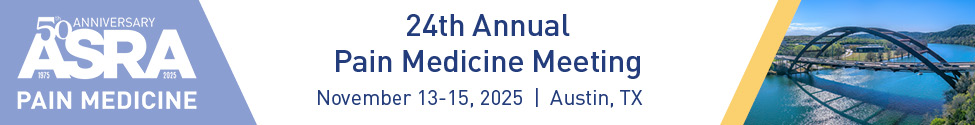 50th ANNIVERSARY
ASRA
1975 2025
PAIN MEDICINE
24th Annual
Pain Medicine Meeting
November 13-15, 2025 | Austin, TX